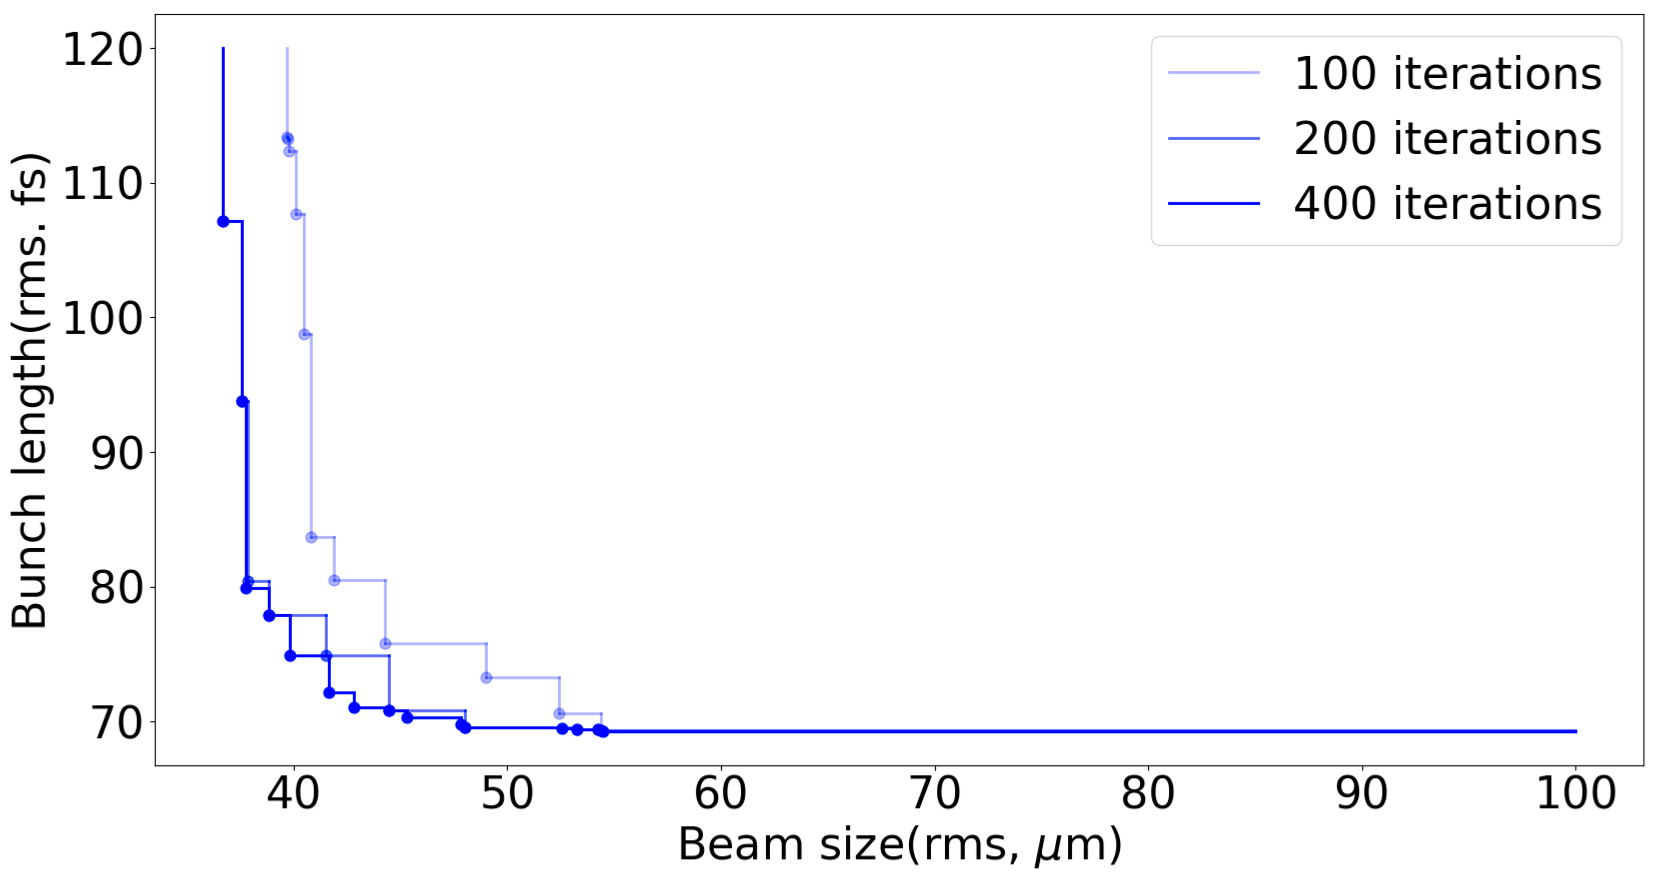 120
110
100
90
80
70
Bunch length(rms. fs)
100 iterations
200 iterations
400 iterations
40 50 60 70 80 90 100
Beam size(rms, μm)